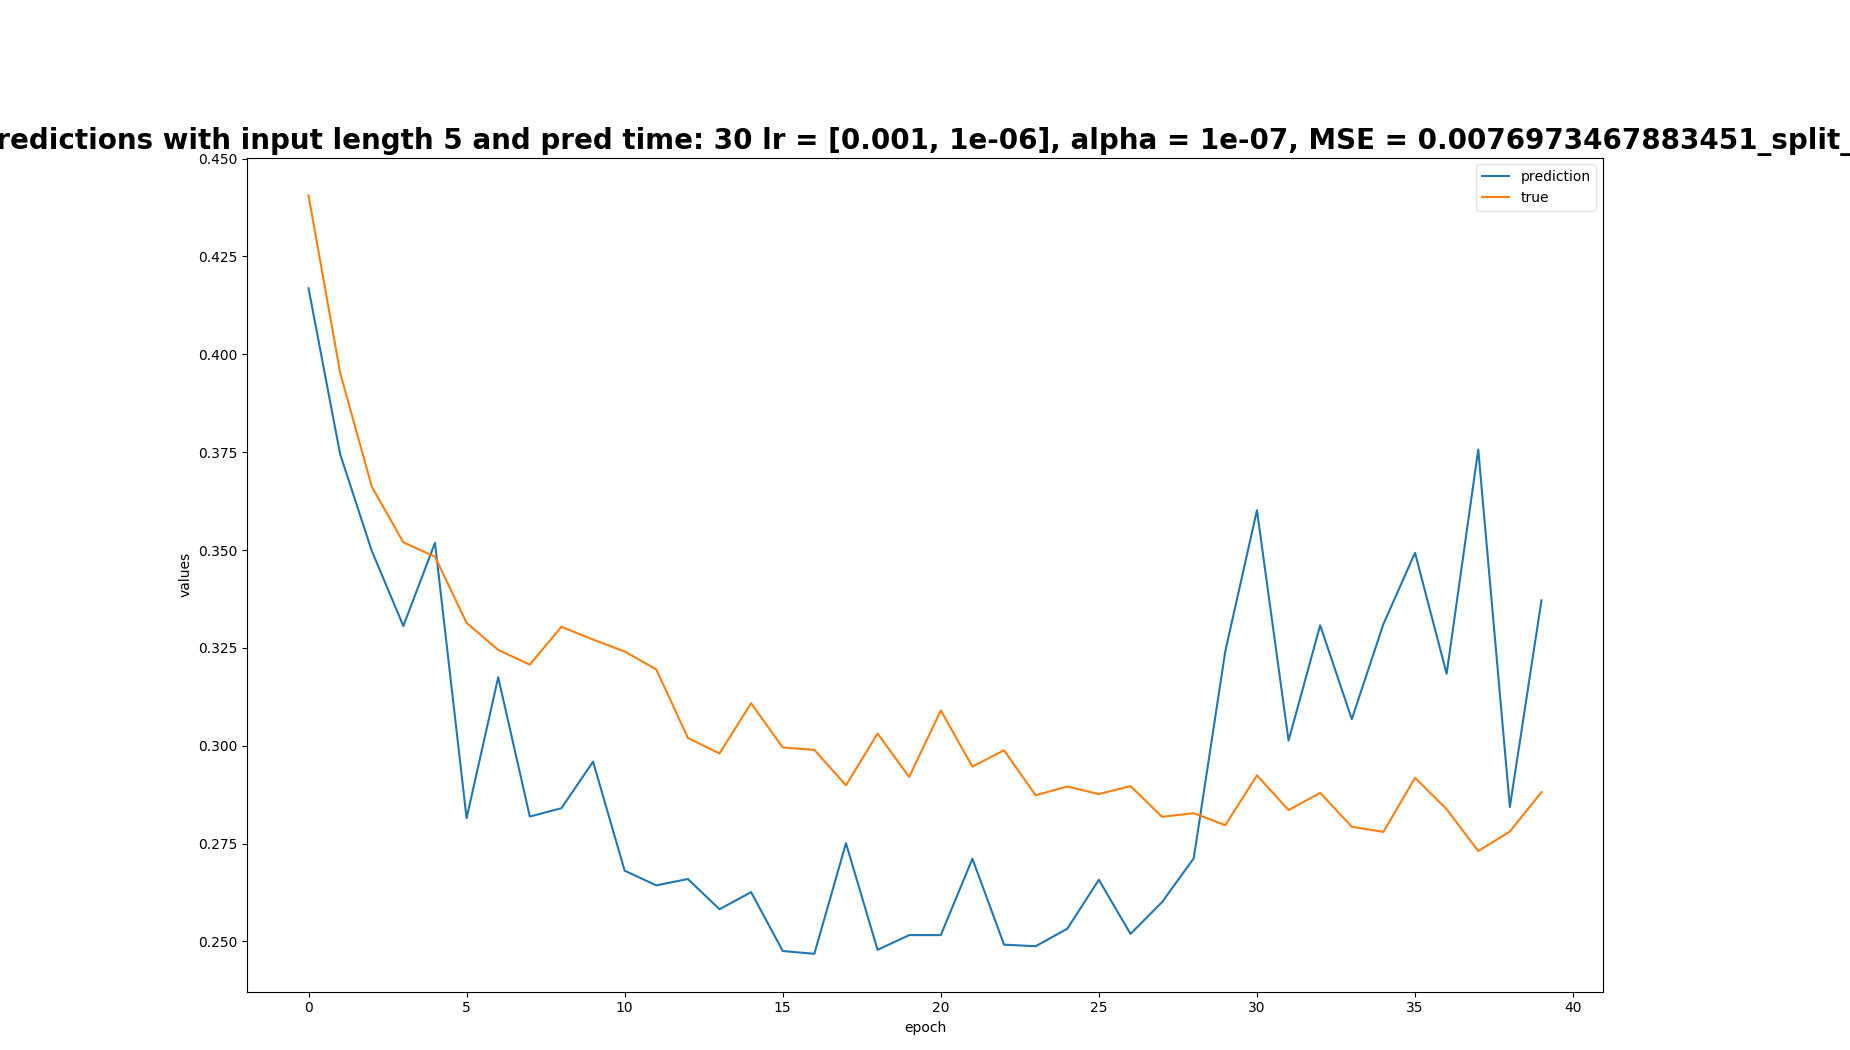 redictions with input length 5 and pred time: 30 lr = [0.001, 1e-06], alpha = 1e-07, MSE = 0.0076973467883451_split_
prediction
true
0.450
0.425
0.400
0.375
0.350
0.325
0.300
0.275
0.250
values
0 5 10 15 20 25 30 35 40
epoch